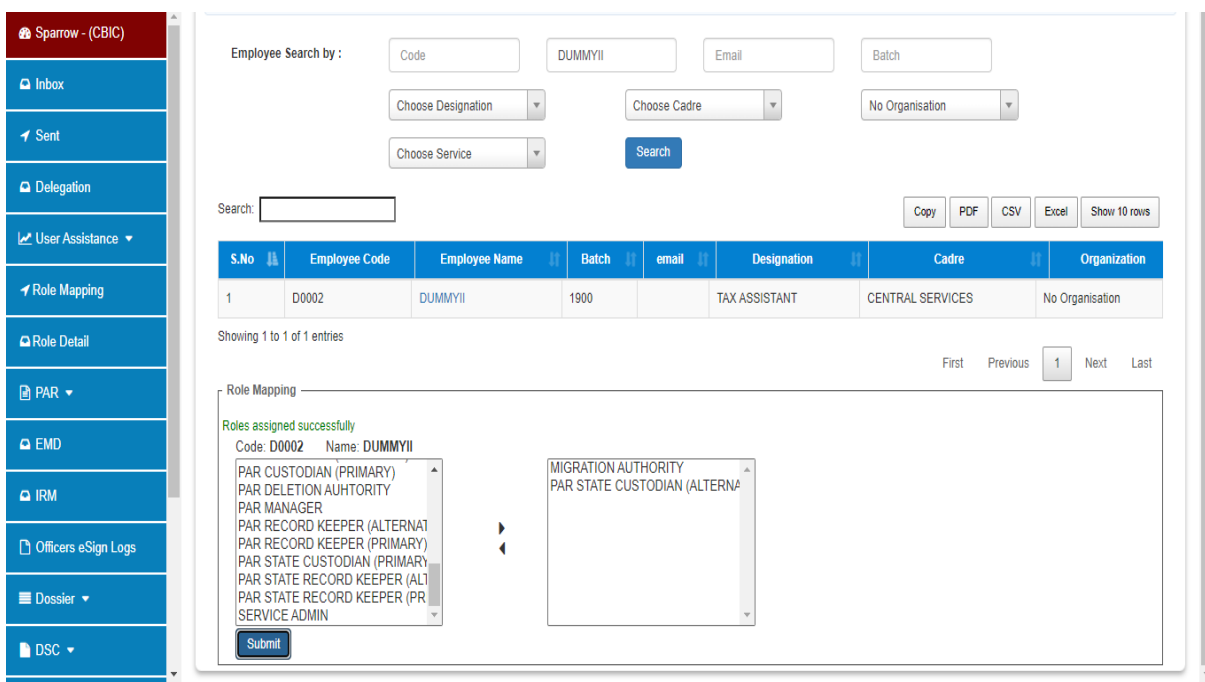 Sparrow - (CBIC)
Inbox
Sent
Delegation
User Assistance
Role Mapping
Role Detail
PAR
EMD
IRM
Officers eSign Logs
Dossier
DSC
Employee Search by :
Code
DUMMYII
Email
Batch
Choose Designation
Choose Cadre
No Organisation
Choose Service
Search
Search:
Copy PDF CSV Excel Show 10 rows
S.No Employee Code Employee Name Batch email Designation Cadre Organization
1 D0002 DUMMYII 1900 TAX ASSISTANT CENTRAL SERVICES No Organisation
Showing 1 to 1 of 1 entries
First Previous 1 Next Last
Role Mapping
Roles assigned successfully
Code: D0002 Name: DUMMYII
PAR CUSTODIAN (PRIMARY)
PAR DELETION AUHTORITY
PAR MANAGER
PAR RECORD KEEPER (ALTERNAT
PAR RECORD KEEPER (PRIMARY)
PAR STATE CUSTODIAN (PRIMARY
PAR STATE RECORD KEEPER (ALT
PAR STATE RECORD KEEPER (PR
SERVICE ADMIN
MIGRATION AUTHORITY
PAR STATE CUSTODIAN (ALTERNA
Submit